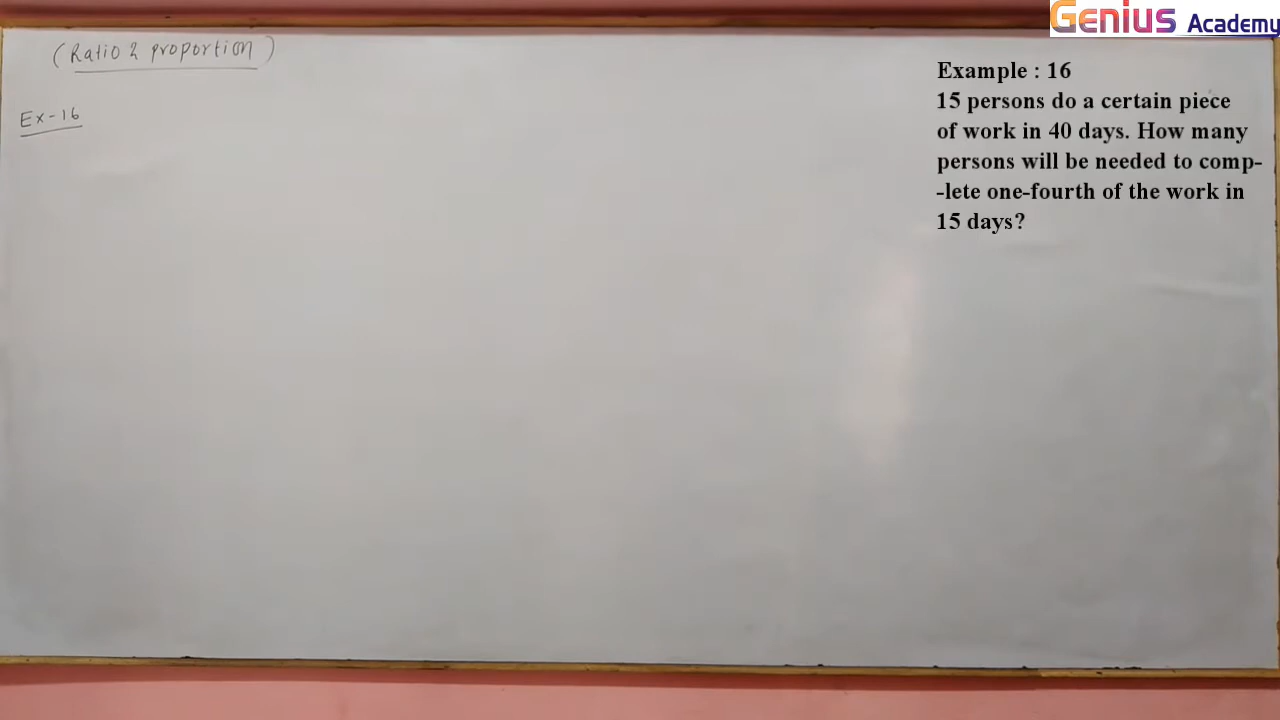 Genius Academy
(Ratio & proportion)
Ex-16
Example : 16
15 persons do a certain piece
of work in 40 days. How many
persons will be needed to comp-
-lete one-fourth of the work in
15 days?